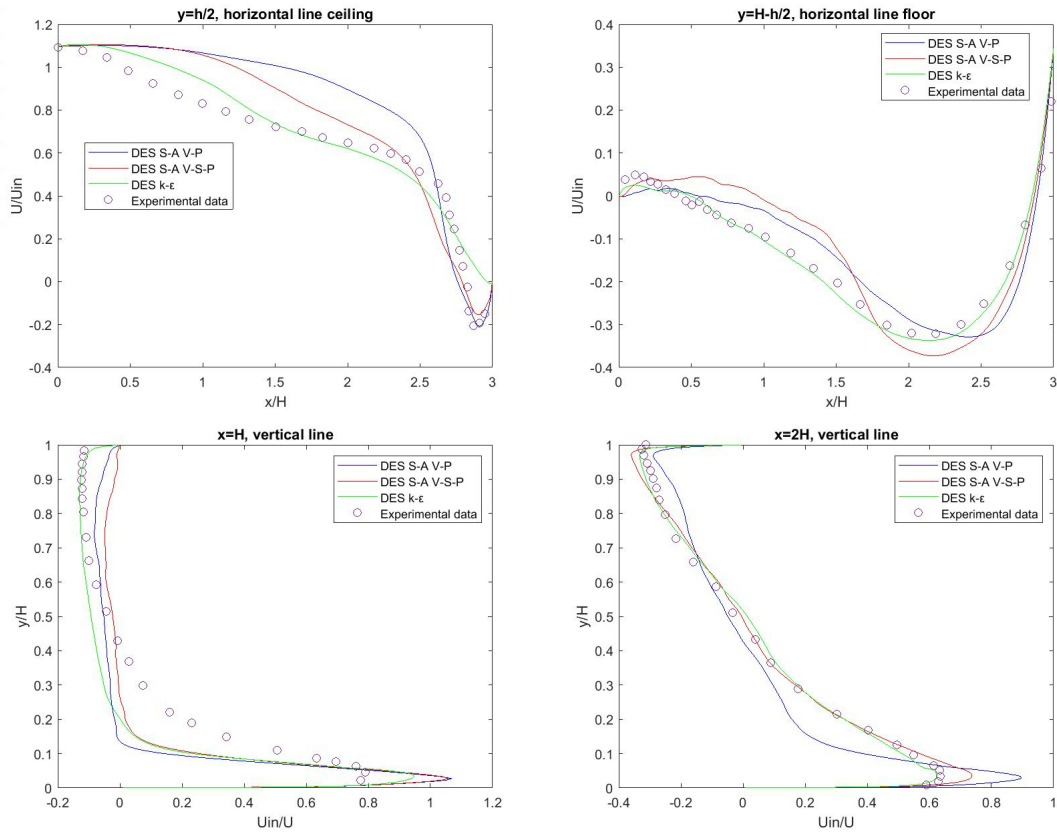 y=h/2, horizontal line ceiling
1.2
1
0.8
0.6
0.4
0.2
0
-0.2
-0.4
U/Uin
DES S-A V-P
DES S-A V-S-P
DES k-ε
Experimental data
0 0.5 1 1.5 2 2.5 3
x/H
y=H-h/2, horizontal line floor
0.4
0.3
0.2
0.1
0
-0.1
-0.2
-0.3
-0.4
U/Uin
DES S-A V-P
DES S-A V-S-P
DES k-ε
Experimental data
0 0.5 1 1.5 2 2.5 3
x/H
x=H, vertical line
1
0.9
0.8
0.7
0.6
0.5
0.4
0.3
0.2
0.1
0
y/H
DES S-A V-P
DES S-A V-S-P
DES k-ε
Experimental data
-0.2 0 0.2 0.4 0.6 0.8 1 1.2
Uin/U
x=2H, vertical line
1
0.9
0.8
0.7
0.6
0.5
0.4
0.3
0.2
0.1
0
y/H
DES S-A V-P
DES S-A V-S-P
DES k-ε
Experimental data
-0.4 -0.2 0 0.2 0.4 0.6 0.8 1
Uin/U